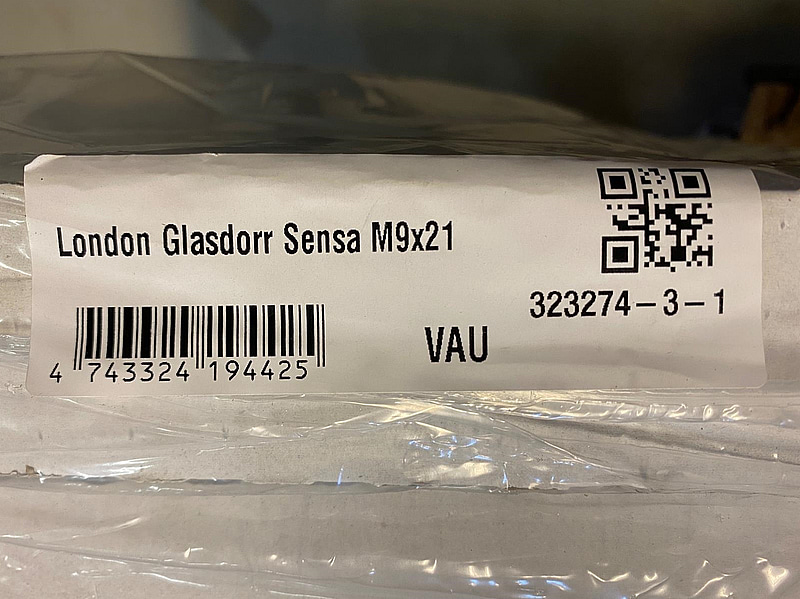 London Glasdorr Sensa M9x21
323274-3-1
VAU
4 743324 194425